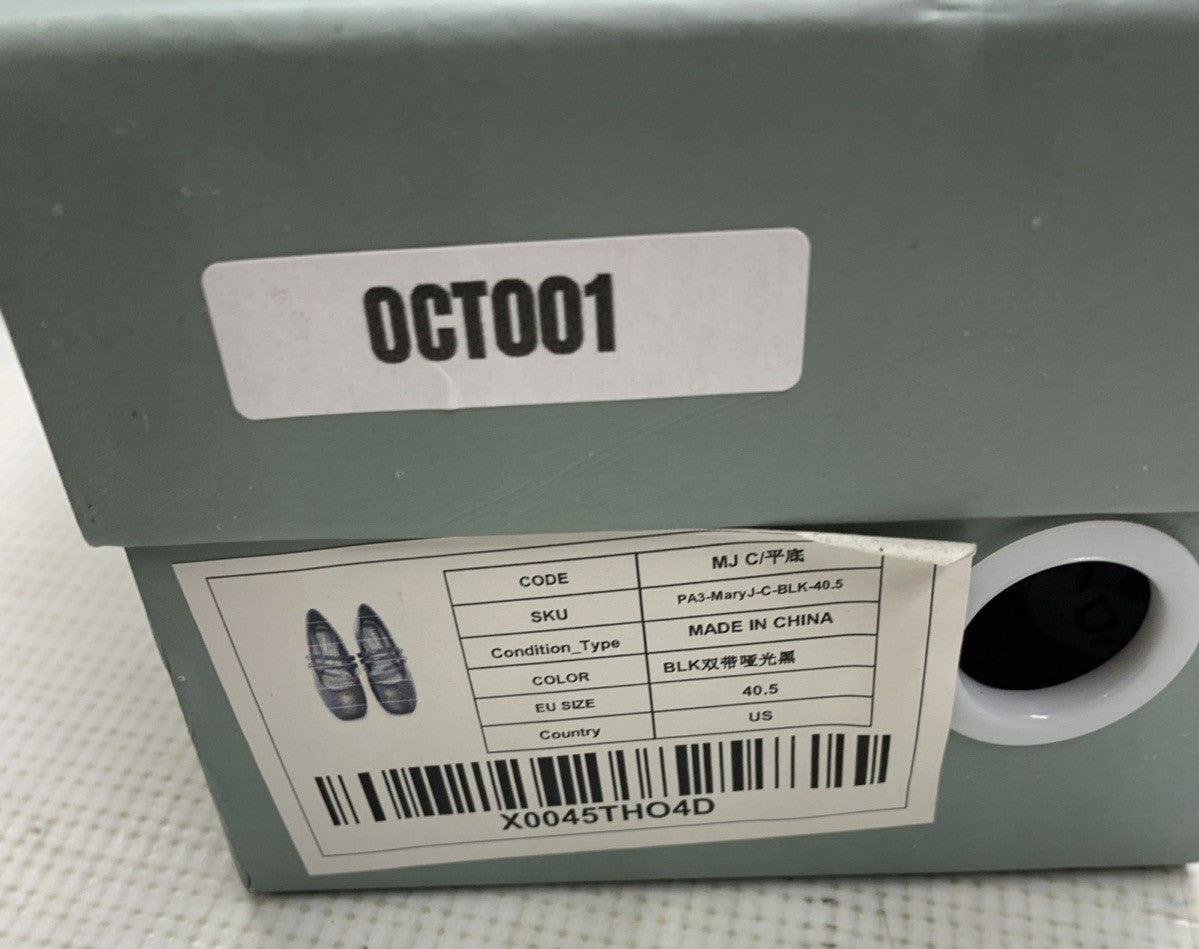 OCT001
CODE MJ C/平底
SKU PA3-MaryJ-C-BLK-40.5
Condition_Type MADE IN CHINA
COLOR BLK双带哑光黑
EU SIZE 40.5
Country US
X0045THO4D